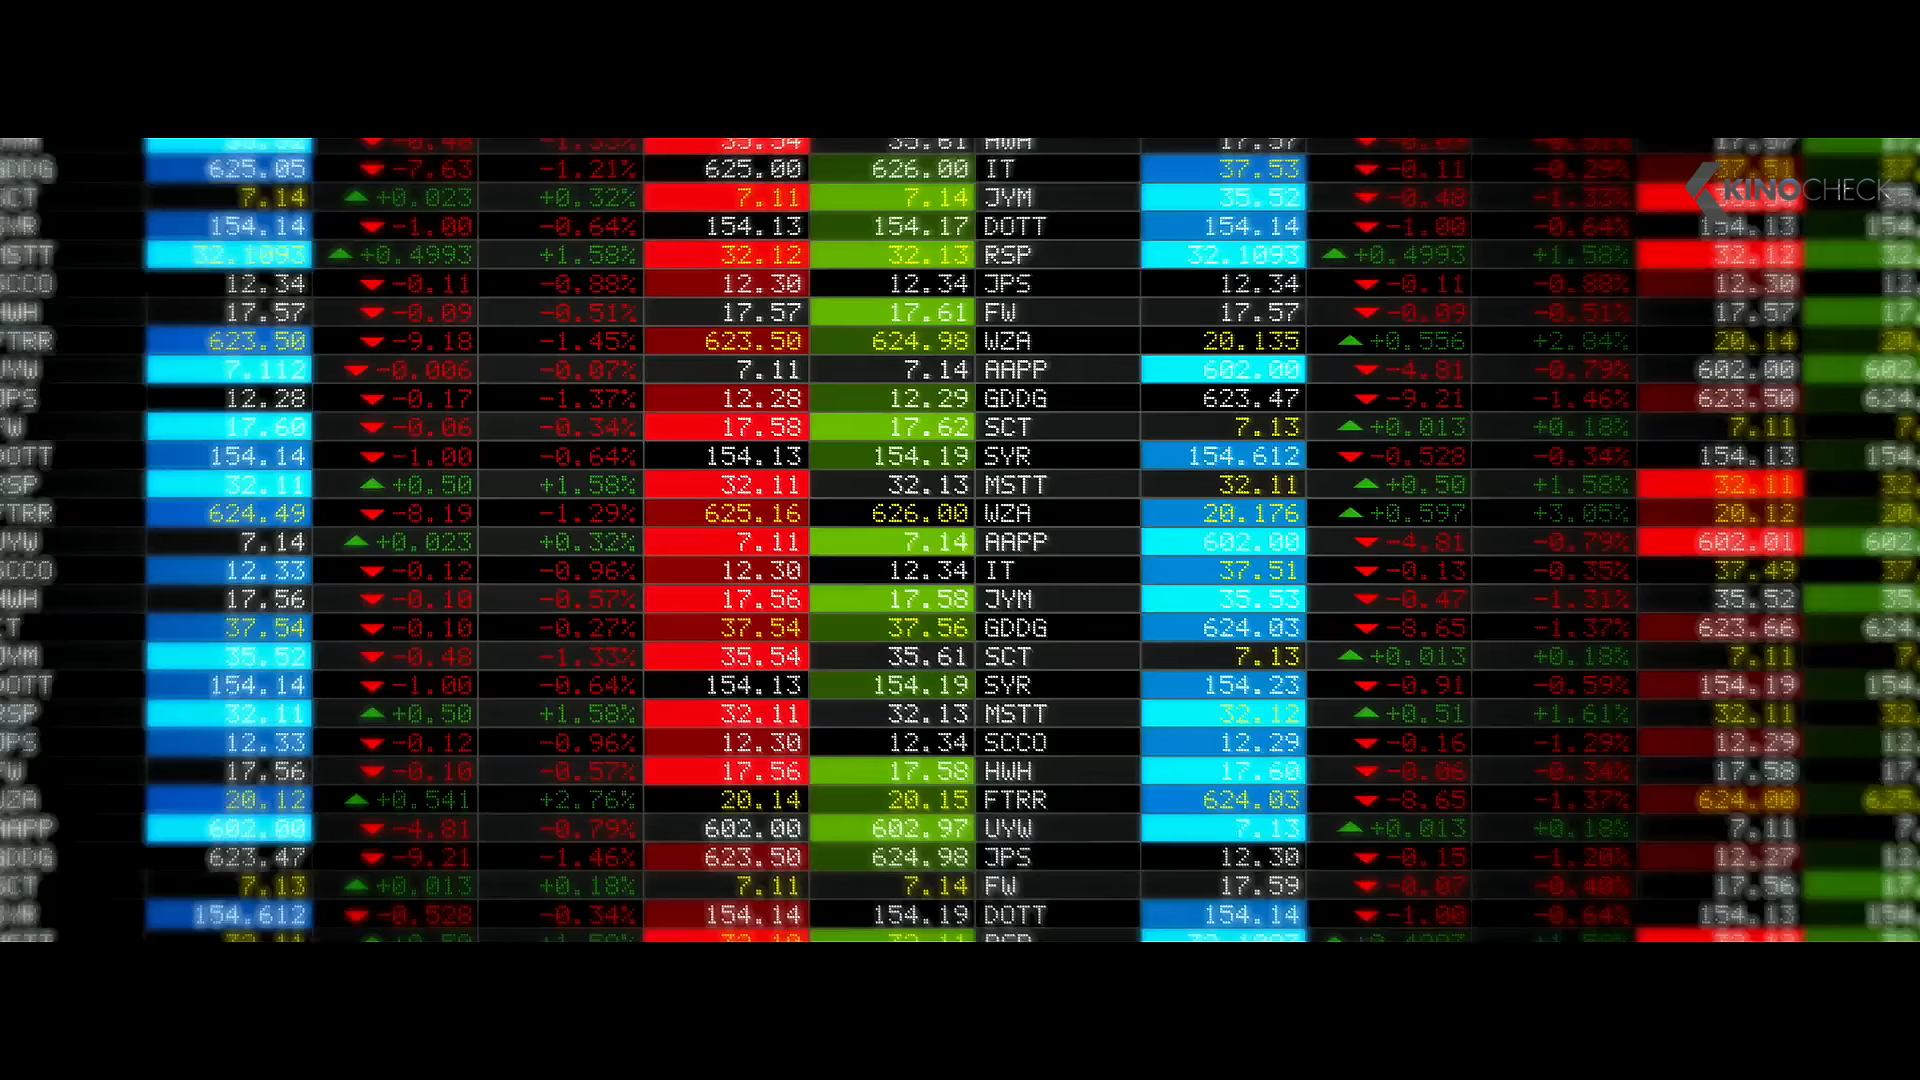 KINOCHECK
625.05 -7.63 -1.21% 625.00 626.00 IT 37.53 -0.11 -0.29% 37.51
7.14 +0.023 +0.32% 7.11 7.14 JYM 35.52 -0.48 -1.33%
154.14 -1.00 -0.64% 154.13 154.17 DOTT 154.14 -1.00 -0.64% 154.13
32.1093 +0.4993 +1.58% 32.12 32.13 RSP 32.1093 +0.4993 +1.58% 32.12
12.34 -0.11 -0.88% 12.30 12.34 JPS 12.34 -0.11 -0.88% 12.30
17.57 -0.09 -0.51% 17.57 17.61 FW 17.57 -0.09 -0.51% 17.57
623.50 -9.18 -1.45% 623.50 624.98 WZA 20.135 +0.556 +2.84% 20.14
7.112 -0.006 -0.07% 7.11 7.14 AAPP 602.00 -4.81 -0.79% 602.00
12.28 -0.17 -1.37% 12.28 12.29 GDDG 623.47 -9.21 -1.46% 623.50
17.60 -0.06 -0.34% 17.58 17.62 SCT 7.13 +0.013 +0.18% 7.11
154.14 -1.00 -0.64% 154.13 154.19 SYR 154.612 -0.528 -0.34% 154.13
32.11 +0.50 +1.58% 32.11 32.13 MSTT 32.11 +0.50 +1.58% 32.11
624.49 -8.19 -1.29% 625.16 626.00 WZA 20.176 +0.597 +3.05% 20.12
7.14 +0.023 +0.32% 7.11 7.14 AAPP 602.00 -4.81 -0.79% 602.01
12.33 -0.12 -0.96% 12.30 12.34 IT 37.51 -0.13 -0.35% 37.49
17.56 -0.10 -0.57% 17.56 17.58 JYM 35.53 -0.47 -1.31% 35.52
37.54 -0.10 -0.27% 37.54 37.56 GDDG 624.03 -8.65 -1.37% 623.66
35.52 -0.48 -1.33% 35.54 35.61 SCT 7.13 +0.013 +0.18% 7.11
154.14 -1.00 -0.64% 154.13 154.19 SYR 154.23 -0.91 -0.59% 154.19
32.11 +0.50 +1.58% 32.11 32.13 MSTT 32.12 +0.51 +1.61% 32.11
12.33 -0.12 -0.96% 12.30 12.34 SCCO 12.29 -0.16 -1.29% 12.29
17.56 -0.10 -0.57% 17.56 17.58 HWH 17.60 -0.06 -0.34% 17.58
20.12 +0.541 +2.76% 20.14 20.15 FTRR 624.03 -8.65 -1.37% 624.00
602.00 -4.81 -0.79% 602.00 602.97 UYW 7.13 +0.013 +0.18% 7.11
623.47 -9.21 -1.46% 623.50 624.98 JPS 12.30 -0.15 -1.20% 12.27
7.13 +0.013 +0.18% 7.11 7.14 FW 17.59 -0.07 -0.40% 17.56
154.612 -0.528 -0.34% 154.14 154.19 DOTT 154.14 -1.00 -0.64% 154.13